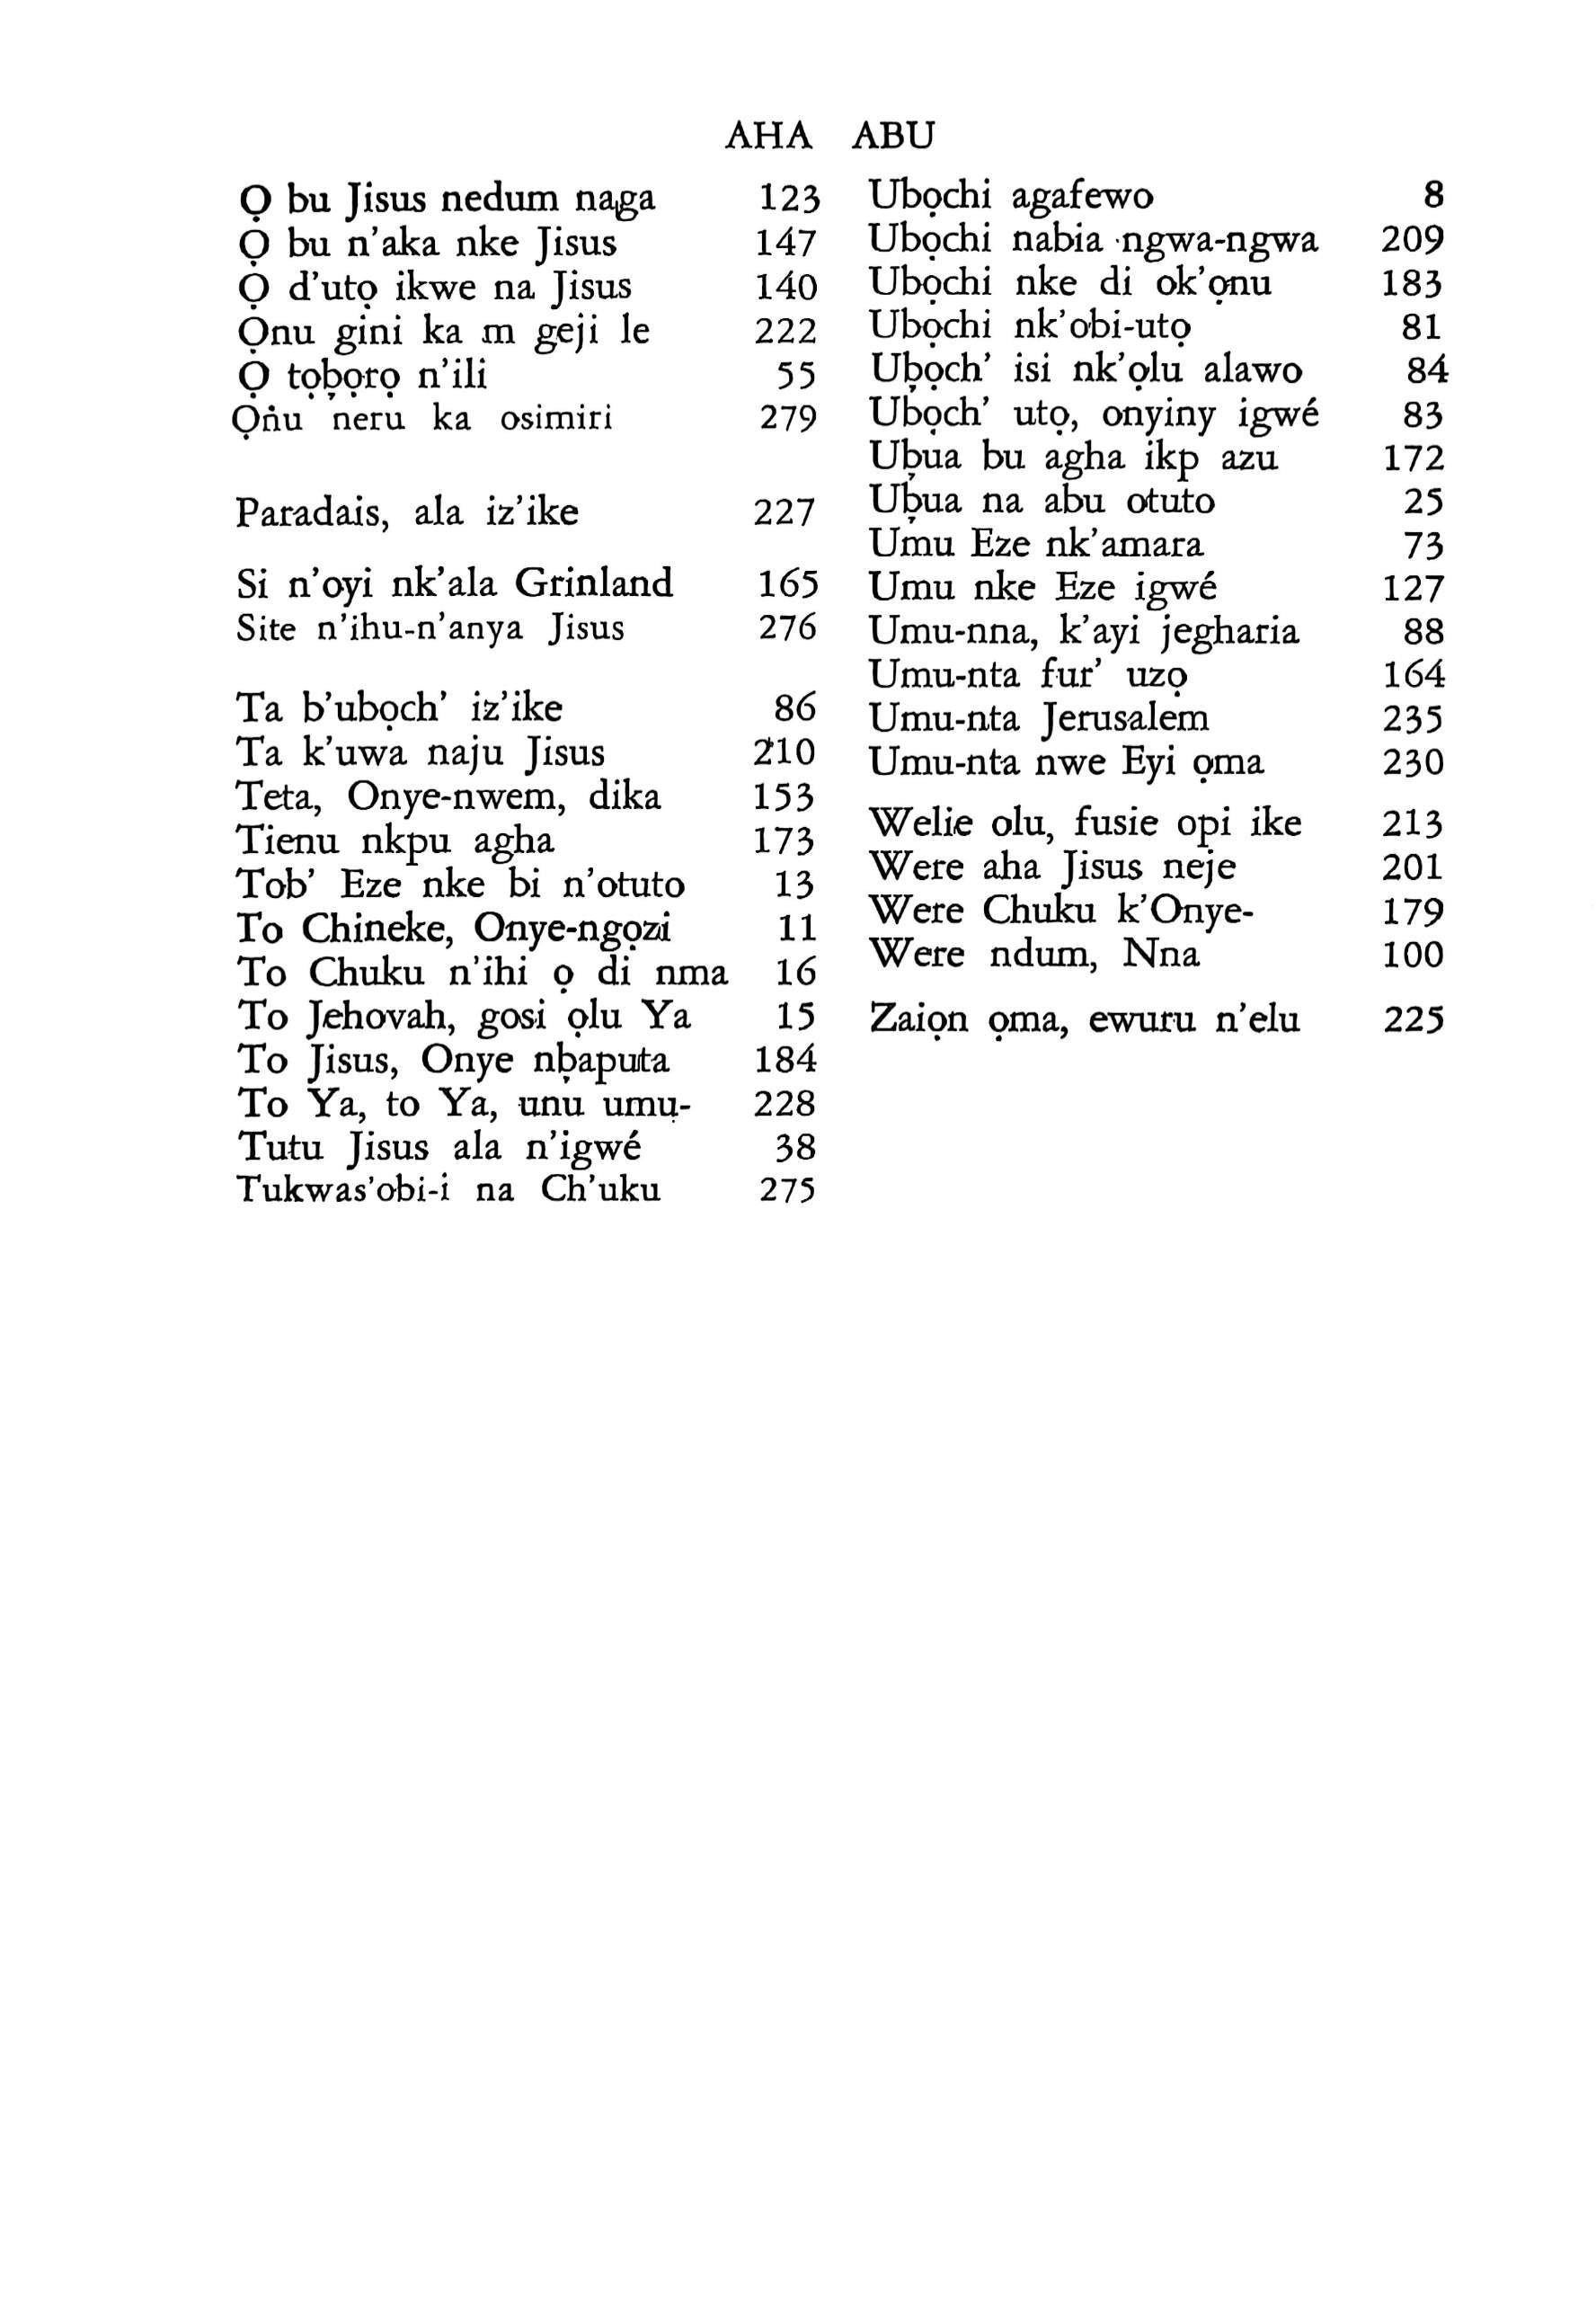 AHA ABU
Ọ bu Jisus nedum naga 123
Ọ bu n’aka nke Jisus 147
Ọ d’utọ ikwe na Jisus 140
Ọnu gini ka m geji le 222
Ọ tọḅọrọ n’ili 55
Ọṅu neru ka osimiri 279
Paradais, ala iz’ike 227
Si n’oyi nk’ala Grinland 165
Site n’ihu-n’anya Jisus 276
Ta b’ubọch’ iz’ike 86
Ta k’uwa naju Jisus 210
Teta, Onye-nwem, dika 153
Tienu nkpu agha 173
Tob’ Eze nke bi n’otuto 13
To Chineke, Onye-ngọzi 11
To Chuku n’ihi ọ di nma 16
To Jehovah, gosi ọlu Ya 15
To Jisus, Onye nḅaputa 184
To Ya, to Ya, unu umụ- 228
Tutu Jisus ala n’igwé 38
Tukwas’obi-i na Ch’uku 275
Ubọchi agafewo 8
Ubọchi nabia ngwa-ngwa 209
Ubọchi nke di ok’ọnu 183
Ubọchi nk’obi-utọ 81
Uḅọch’ isi nk’ọlu alawo 84
Ubọch’ utọ, onyiny igwé 83
Uḅua bu agha ikp azu 172
Uḅua na abu otuto 25
Umu Eze nk’amara 73
Umu nke Eze igwé 127
Umu-nna, k’ayi jegharia 88
Umu-nta fur’ uzọ 164
Umu-nta Jerusalem 235
Umu-nta nwe Eyi ọma 230
Welie olu, fusie opi ike 213
Were aha Jisus neje 201
Were Chuku k’Onye- 179
Were ndum, Nna 100
Zaiọn ọma, ewuru n’elu 225